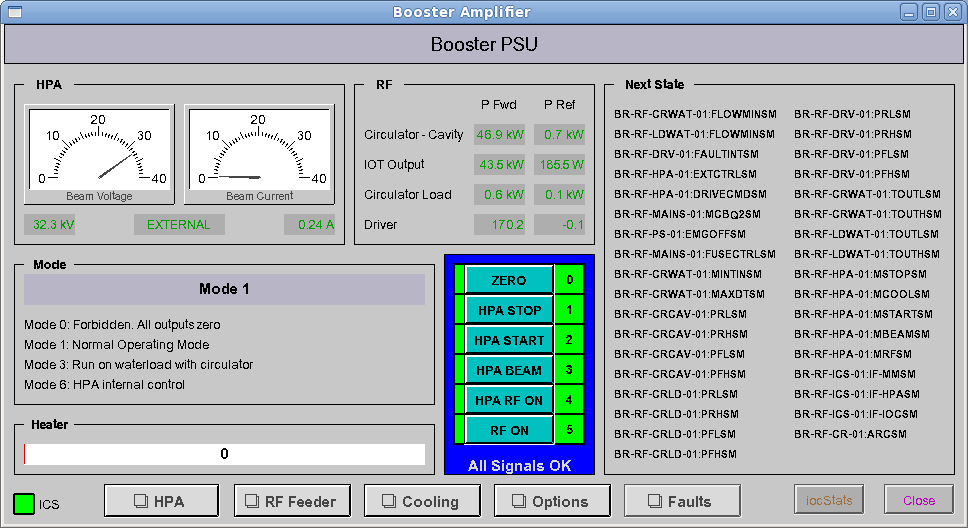 Booster Amplifier
Booster PSU
HPA
0 10 20 30 40
Beam Voltage
0 10 20 30 40
Beam Current
32.3 kV EXTERNAL 0.24 A
RF
P Fwd P Ref
Circulator - Cavity 46.9 kW 0.7 kW
IOT Output 43.5 kW 185.5 W
Circulator Load 0.6 kW 0.1 kW
Driver 170.2 -0.1
Mode
Mode 1
Mode 0: Forbidden. All outputs zero
Mode 1: Normal Operating Mode
Mode 3: Run on waterload with circulator
Mode 6: HPA internal control
Heater
0
ZERO 0
HPA STOP 1
HPA START 2
HPA BEAM 3
HPA RF ON 4
RF ON 5
All Signals OK
Next State
BR-RF-CRWAT-01:FLOWMINSM BR-RF-DRV-01:PRLSM
BR-RF-LDWAT-01:FLOWMINSM BR-RF-DRV-01:PRHSM
BR-RF-DRV-01:FAULTINTSM BR-RF-DRV-01:PFLSM
BR-RF-HPA-01:EXTCTRLSM BR-RF-DRV-01:PFHSM
BR-RF-HPA-01:DRIVECMDSM BR-RF-CRWAT-01:TOUTLSM
BR-RF-MAINS-01:MCBQ2SM BR-RF-CRWAT-01:TOUTHSM
BR-RF-PS-01:EMGOFFSM BR-RF-LDWAT-01:TOUTLSM
BR-RF-MAINS-01:FUSECTRLSM BR-RF-LDWAT-01:TOUTHSM
BR-RF-CRWAT-01:MINTINSM BR-RF-HPA-01:MSTOPSM
BR-RF-CRWAT-01:MAXDTSM BR-RF-HPA-01:MCOOLSM
BR-RF-CRCAV-01:PRLSM BR-RF-HPA-01:MSTARTSM
BR-RF-CRCAV-01:PRHSM BR-RF-HPA-01:MBEAMSM
BR-RF-CRCAV-01:PFLSM BR-RF-HPA-01:MRFSM
BR-RF-CRCAV-01:PFHSM BR-RF-ICS-01:IF-MMSM
BR-RF-CRLD-01:PRLSM BR-RF-ICS-01:IF-HPASM
BR-RF-CRLD-01:PRHSM BR-RF-ICS-01:IF-IOCSM
BR-RF-CRLD-01:PFLSM BR-RF-CR-01:ARCSM
BR-RF-CRLD-01:PFHSM
ICS HPA RF Feeder Cooling Options Faults iocStats Close